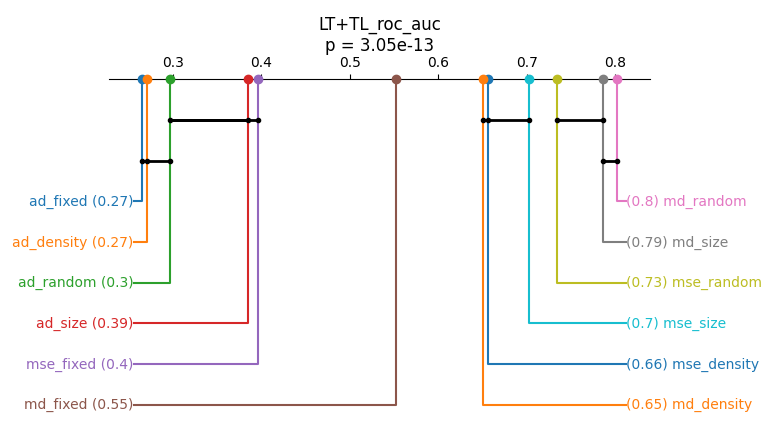 LT+TL_roc_auc
p = 3.05e-13
0.3 0.4 0.5 0.6 0.7 0.8
ad_fixed (0.27) (0.8) md_random
ad_density (0.27) (0.79) md_size
ad_random (0.3) (0.73) mse_random
ad_size (0.39) (0.7) mse_size
mse_fixed (0.4) (0.66) mse_density
md_fixed (0.55) (0.65) md_density